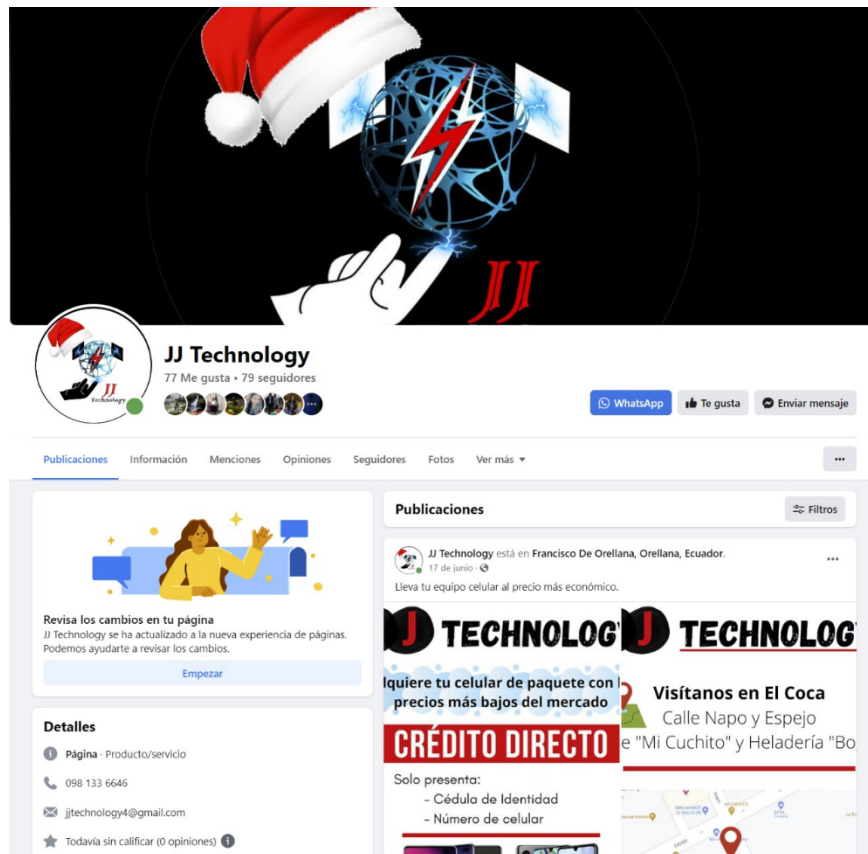 JJ
JJ
Technology
JJ Technology
77 Me gusta • 79 seguidores
WhatsApp
Te gusta
Enviar mensaje
Publicaciones
Información
Menciones
Opiniones
Seguidores
Fotos
Ver más
Revisa los cambios en tu página
JJ Technology se ha actualizado a la nueva experiencia de páginas.
Podemos ayudarte a revisar los cambios.
Empezar
Detalles
Página · Producto/servicio
098 133 6646
jjtechnology4@gmail.com
Todavía sin calificar (0 opiniones)
Publicaciones
Filtros
JJ Technology está en Francisco De Orellana, Orellana, Ecuador.
17 de junio ·
Lleva tu equipo celular al precio más económico.
J TECHNOLOG
lquiere tu celular de paquete con l
precios más bajos del mercado
CRÉDITO DIRECTO
Solo presenta:
- Cédula de Identidad
- Número de celular
J TECHNOLOG
Visítanos en El Coca
Calle Napo y Espejo
e "Mi Cuchito" y Heladería "Bo
Espejo